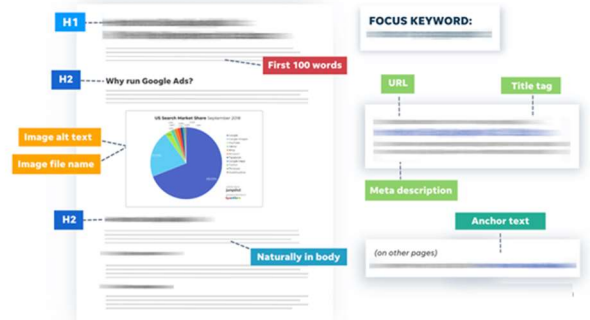 H1
FOCUS KEYWORD:
First 100 words
H2
Why run Google Ads?
URL
Title tag
US Search Market Share September 2018
Image alt text
Image file name
Meta description
H2
Anchor text
(on other pages)
Naturally in body